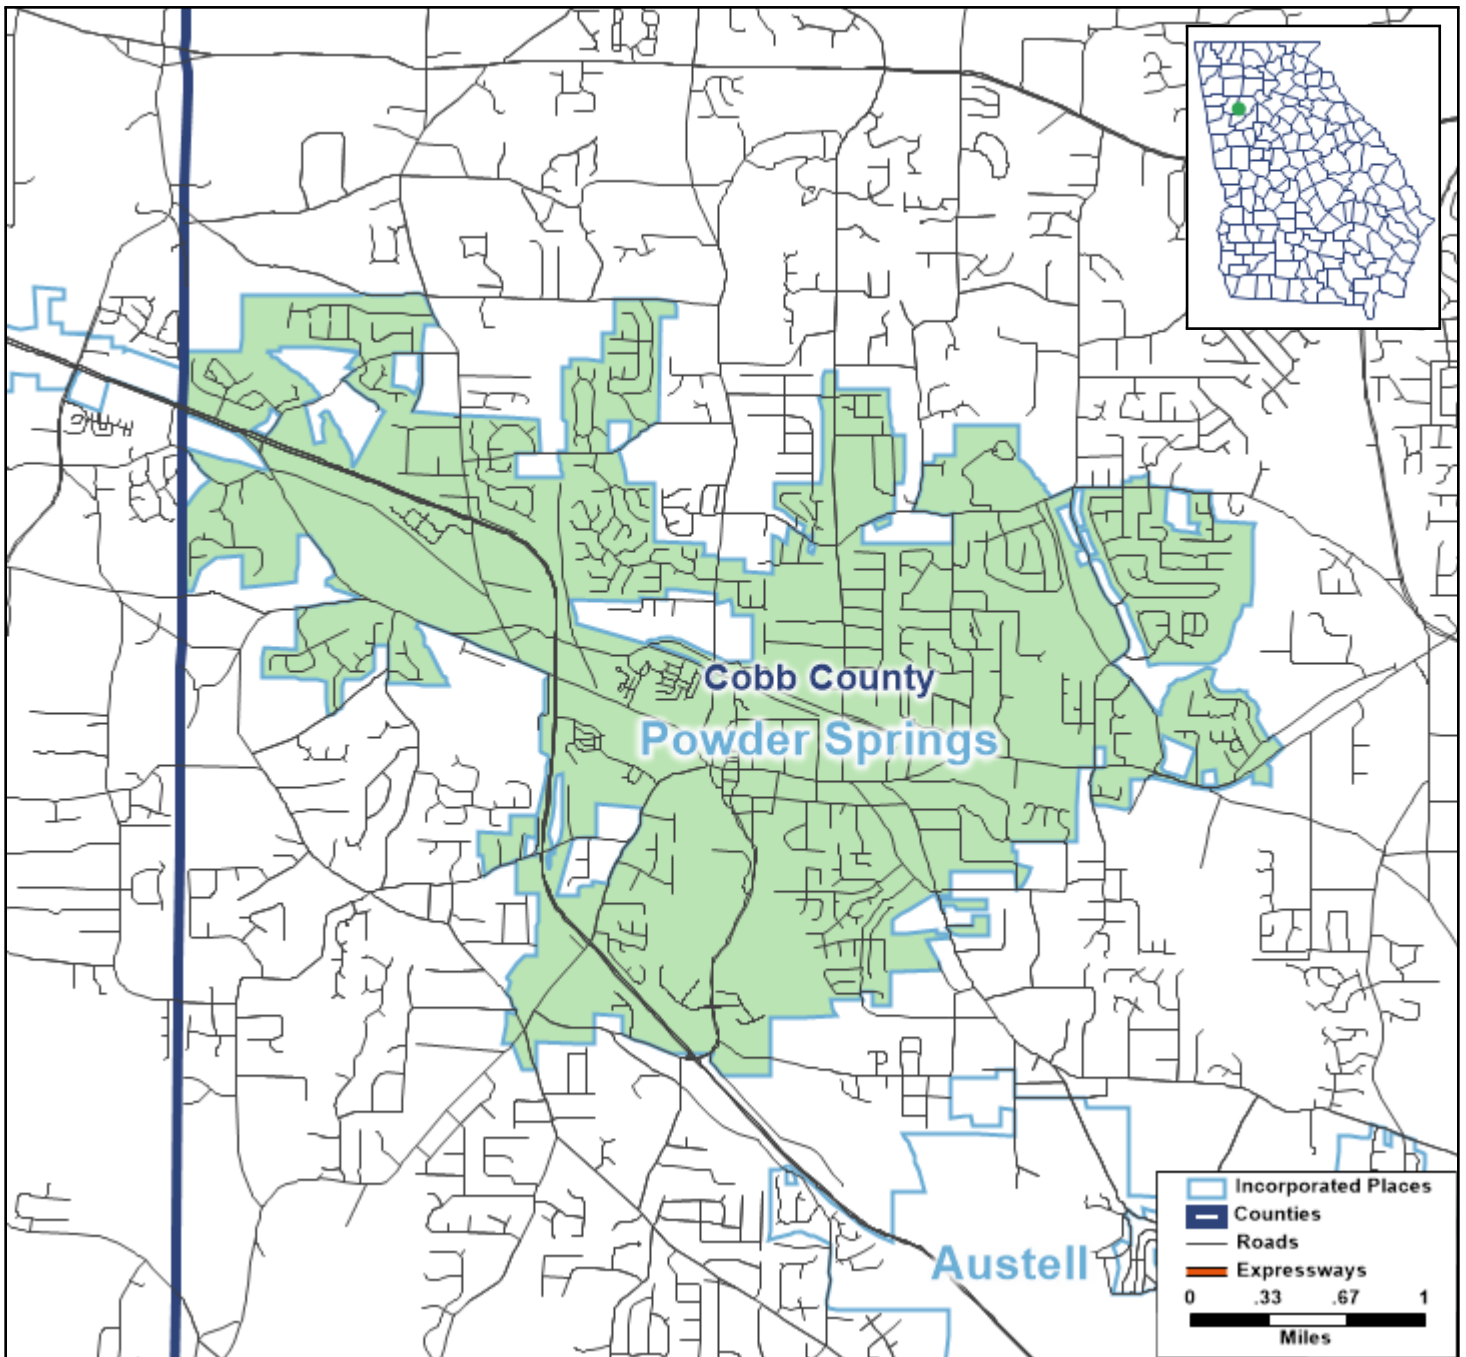 Cobb County
Powder Springs
Austell
Incorporated Places
Counties
Roads
Expressways
0 .33 .67 1
Miles